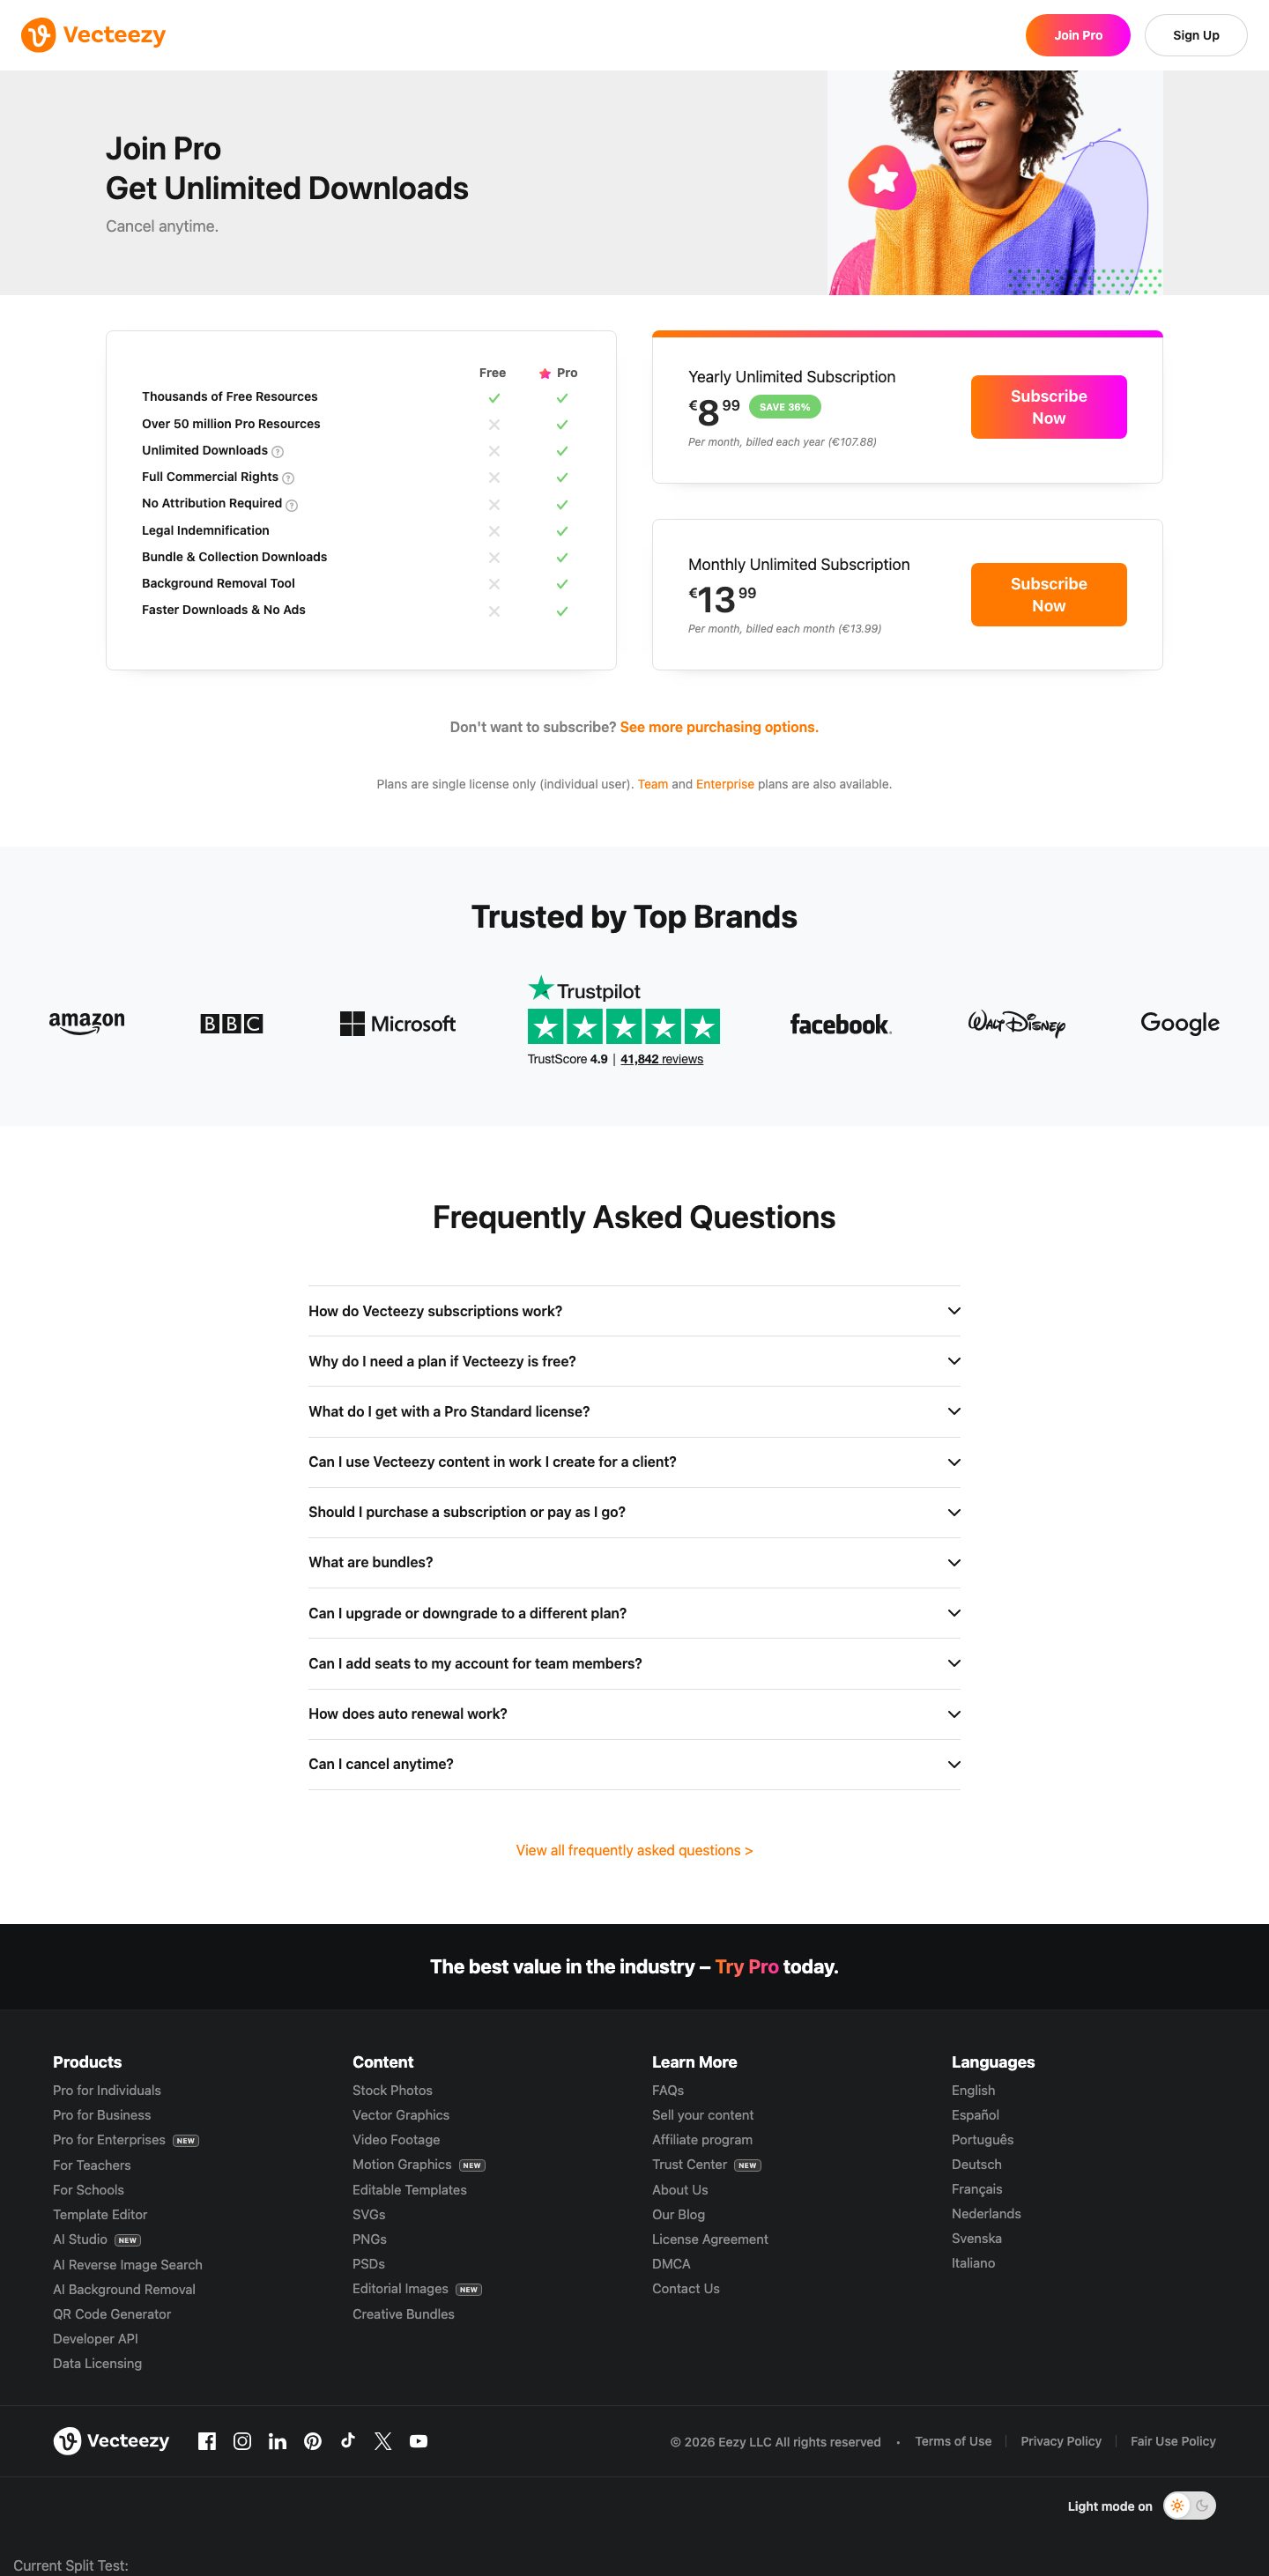 Vecteezy
Join Pro
Sign Up
Join Pro
Get Unlimited Downloads
Cancel anytime.
Free Pro
Thousands of Free Resources
Over 50 million Pro Resources
Unlimited Downloads ?
Full Commercial Rights ?
No Attribution Required ?
Legal Indemnification
Bundle & Collection Downloads
Background Removal Tool
Faster Downloads & No Ads
Yearly Unlimited Subscription
€8 99 SAVE 36%
Per month, billed each year (€107.88)
Subscribe
Now
Monthly Unlimited Subscription
€13 99
Per month, billed each month (€13.99)
Subscribe
Now
Don't want to subscribe? See more purchasing options.
Plans are single license only (individual user). Team and Enterprise plans are also available.
Trusted by Top Brands
amazon
BBC
Microsoft
Trustpilot
TrustScore 4.9 | 41,842 reviews
facebook
Walt Disney
Google
Frequently Asked Questions
How do Vecteezy subscriptions work?
Why do I need a plan if Vecteezy is free?
What do I get with a Pro Standard license?
Can I use Vecteezy content in work I create for a client?
Should I purchase a subscription or pay as I go?
What are bundles?
Can I upgrade or downgrade to a different plan?
Can I add seats to my account for team members?
How does auto renewal work?
Can I cancel anytime?
View all frequently asked questions >
The best value in the industry – Try Pro today.
Products
Pro for Individuals
Pro for Business
Pro for Enterprises NEW
For Teachers
For Schools
Template Editor
AI Studio NEW
AI Reverse Image Search
AI Background Removal
QR Code Generator
Developer API
Data Licensing
Content
Stock Photos
Vector Graphics
Video Footage
Motion Graphics NEW
Editable Templates
SVGs
PNGs
PSDs
Editorial Images NEW
Creative Bundles
Learn More
FAQs
Sell your content
Affiliate program
Trust Center NEW
About Us
Our Blog
License Agreement
DMCA
Contact Us
Languages
English
Español
Português
Deutsch
Français
Nederlands
Svenska
Italiano
Vecteezy
© 2026 Eezy LLC All rights reserved • Terms of Use | Privacy Policy | Fair Use Policy
Light mode on
Current Split Test: